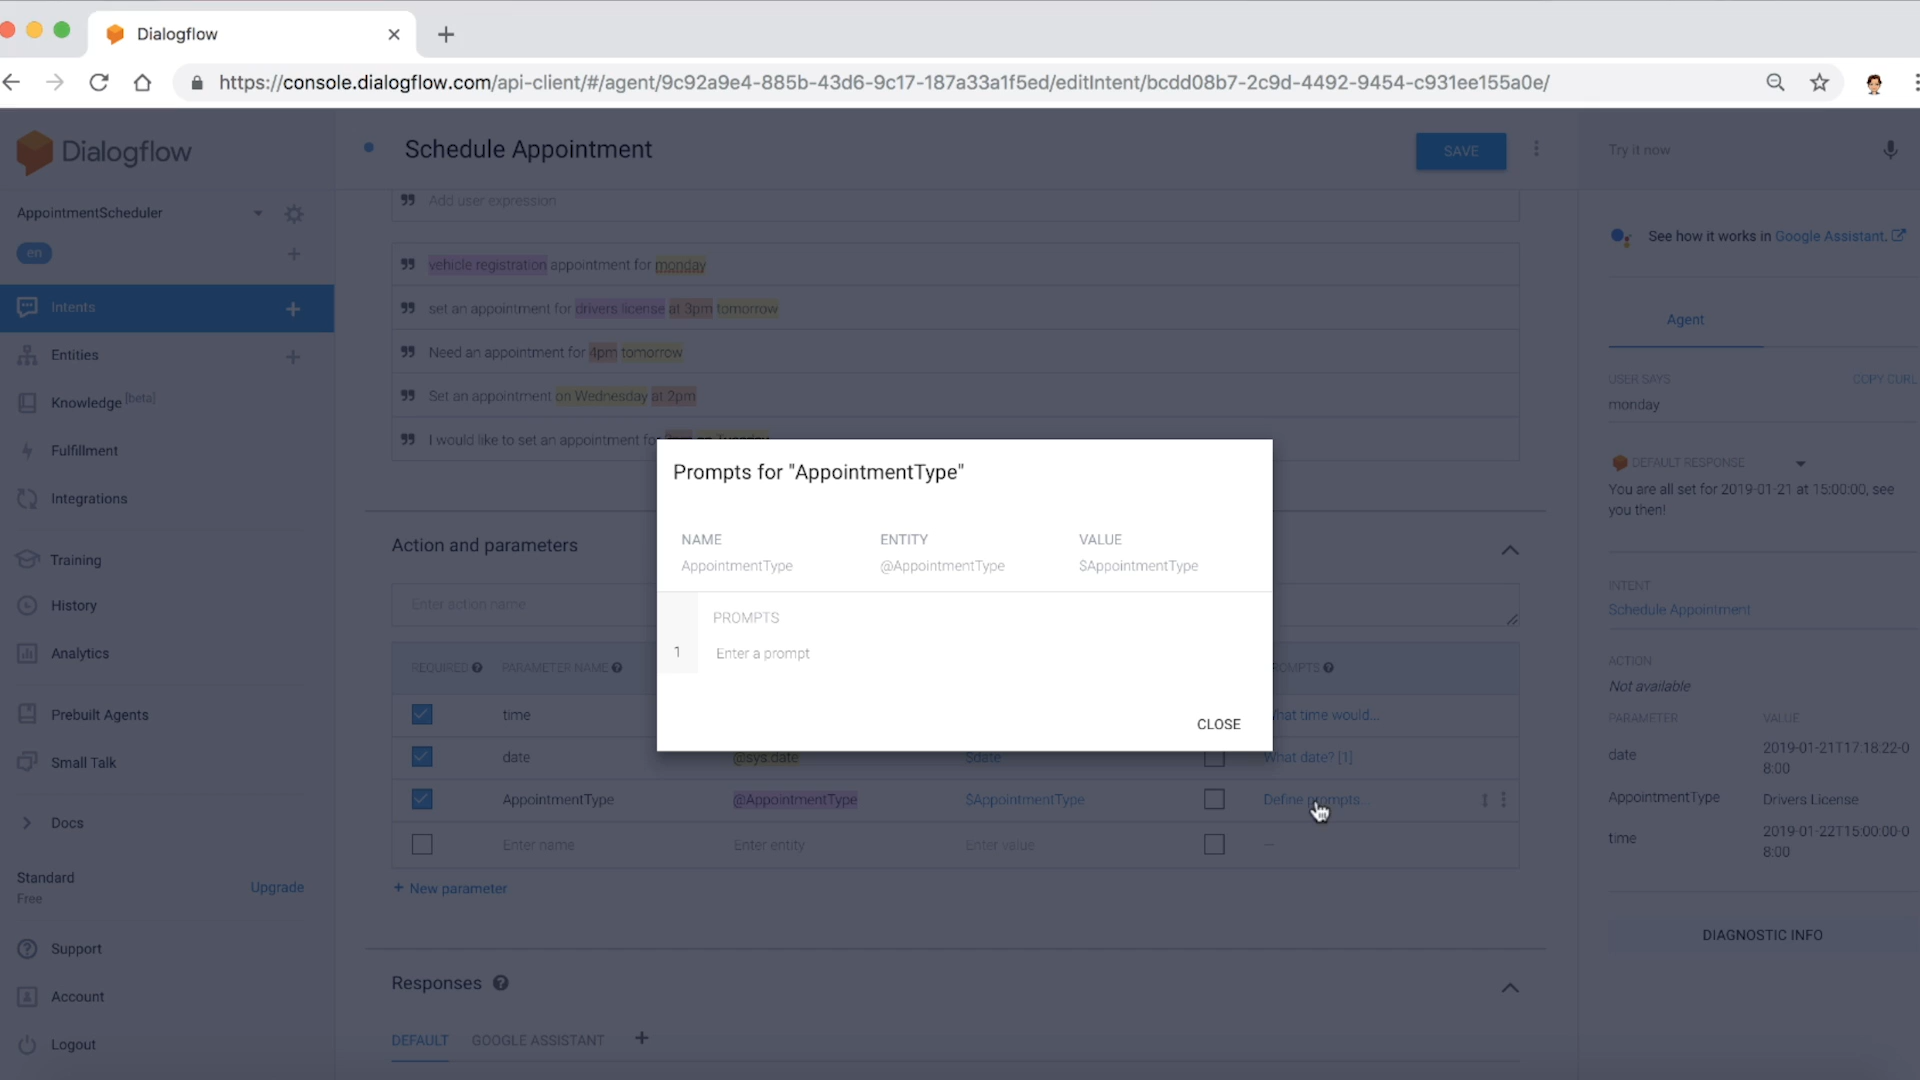 Dialogflow
https://console.dialogflow.com/api-client/#/agent/9c92a9e4-885b-43d6-9c17-187a33a1f5ed/editIntent/bcdd08b7-2c9d-4492-9454-c931ee155a0e/
Dialogflow
Schedule Appointment
SAVE
Try it now
AppointmentScheduler
en
Intents
Entities
Knowledge [beta]
Fulfillment
Integrations
Training
History
Analytics
Prebuilt Agents
Small Talk
Docs
Standard
Free
Upgrade
Support
Account
Logout
Add user expression
vehicle registration appointment for monday
set an appointment for drivers license at 3pm tomorrow
Need an appointment for 4pm tomorrow
Set an appointment on Wednesday at 2pm
I would like to set an appointment for
Prompts for "AppointmentType"
NAME ENTITY VALUE
AppointmentType @AppointmentType $AppointmentType
PROMPTS
1 Enter a prompt
CLOSE
Action and parameters
Enter action name
REQUIRED PARAMETER NAME
time What time would...
date @sys.date $date What date? [1]
AppointmentType @AppointmentType $AppointmentType Define prompts...
Enter name Enter entity Enter value —
+ New parameter
Responses
DEFAULT GOOGLE ASSISTANT +
See how it works in Google Assistant.
Agent
USER SAYS COPY CURL
monday
DEFAULT RESPONSE
You are all set for 2019-01-21 at 15:00:00, see
you then!
INTENT
Schedule Appointment
ACTION
Not available
PARAMETER VALUE
date 2019-01-21T17:18:22-0
8:00
AppointmentType Drivers License
time 2019-01-22T15:00:00-0
8:00
DIAGNOSTIC INFO